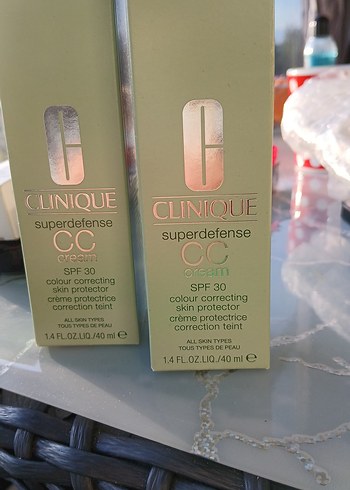 CLINIQUE
superdefense
CC
cream
SPF 30
colour correcting
skin protector
crème protectrice
correction teint
ALL SKIN TYPES
TOUS TYPES DE PEAU
1.4 FL.OZ.LIQ./40 ml e
CLINIQUE
superdefense
CC
cream
SPF 30
colour correcting
skin protector
crème protectrice
correction teint
ALL SKIN TYPES
TOUS TYPES DE PEAU
1.4 FL.OZ.LIQ./40 ml e